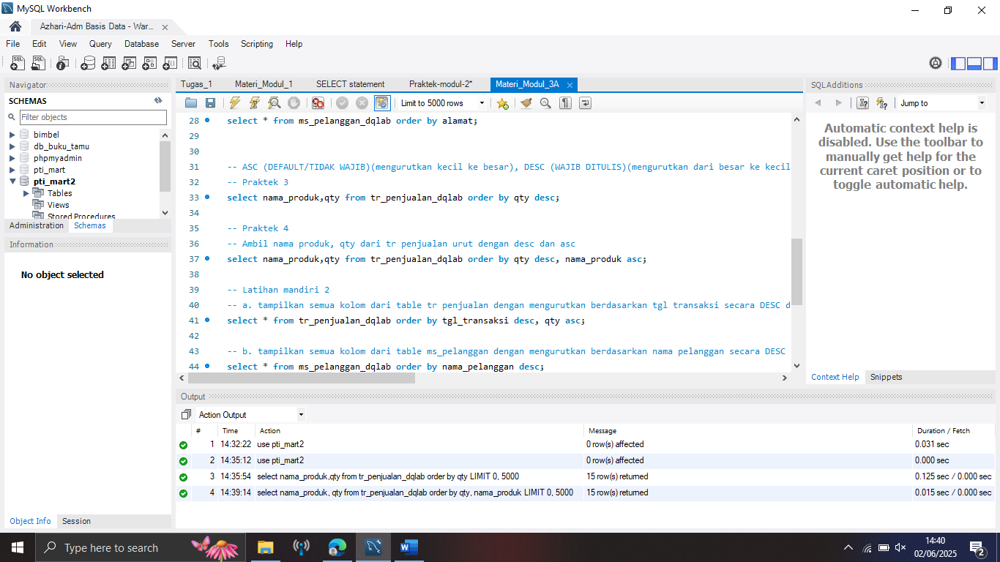 MySQL Workbench
Azhari-Adm Basis Data - War...
File Edit View Query Database Server Tools Scripting Help
Navigator
SCHEMAS
Filter objects
bimbel
db_buku_tamu
phpmyadmin
pti_mart
pti_mart2
Tables
Views
Stored Procedures
Administration Schemas
Information
No object selected
Object Info Session
Tugas_1 Materi_Modul_1 SELECT statement Praktek-modul-2* Materi_Modul_3A
Limit to 5000 rows
28 select * from ms_pelanggan_dqlab order by alamat;
29
30
31 -- ASC (DEFAULT/TIDAK WAJIB)(mengurutkan kecil ke besar), DESC (WAJIB DITULIS)(mengurutkan dari besar ke kecil
32 -- Praktek 3
33 select nama_produk,qty from tr_penjualan_dqlab order by qty desc;
34
35 -- Praktek 4
36 -- Ambil nama produk, qty dari tr penjualan urut dengan desc dan asc
37 select nama_produk,qty from tr_penjualan_dqlab order by qty desc, nama_produk asc;
38
39 -- Latihan mandiri 2
40 -- a. tampilkan semua kolom dari table tr penjualan dengan mengurutkan berdasarkan tgl transaksi secara DESC d
41 select * from tr_penjualan_dqlab order by tgl_transaksi desc, qty asc;
42
43 -- b. tampilkan semua kolom dari table ms_pelanggan dengan mengurutkan berdasarkan nama pelanggan secara DESC
44 select * from ms_pelanggan_dqlab order by nama_pelanggan desc;
SQLAdditions
Jump to
Automatic context help is
disabled. Use the toolbar to
manually get help for the
current caret position or to
toggle automatic help.
Context Help Snippets
Output
Action Output
# Time Action Message Duration / Fetch
1 14:32:22 use pti_mart2 0 row(s) affected 0.031 sec
2 14:35:12 use pti_mart2 0 row(s) affected 0.000 sec
3 14:35:54 select nama_produk,qty from tr_penjualan_dqlab order by qty LIMIT 0, 5000 15 row(s) returned 0.125 sec / 0.000 sec
4 14:39:14 select nama_produk, qty from tr_penjualan_dqlab order by qty, nama_produk LIMIT 0, 5000 15 row(s) returned 0.015 sec / 0.000 sec
Type here to search
14:40
02/06/2025
2